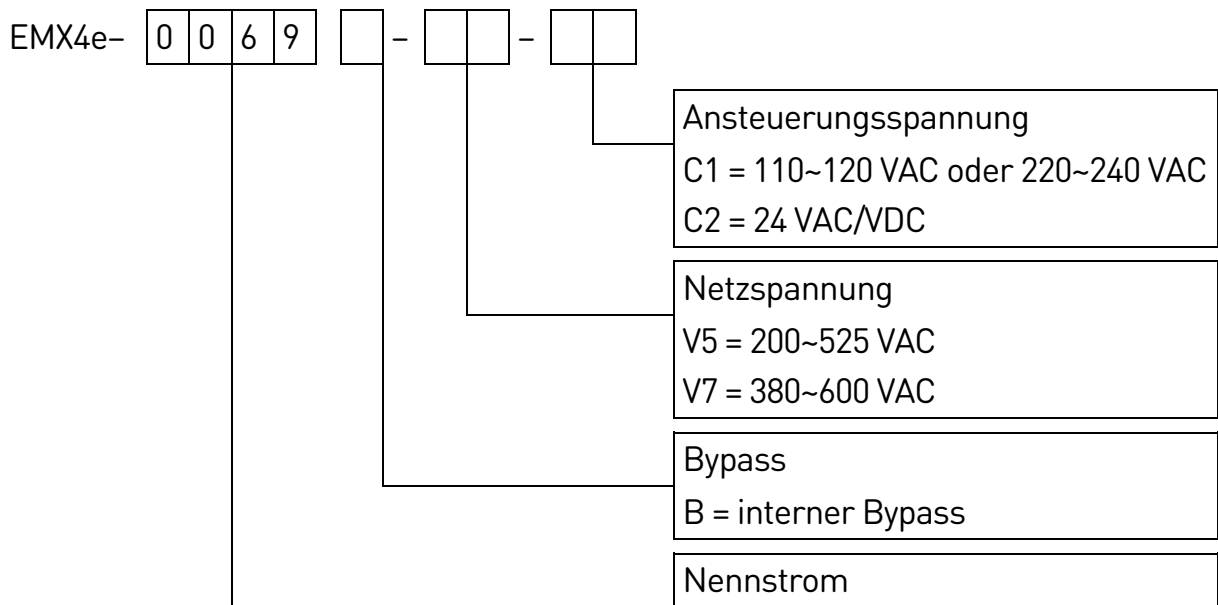 EMX4e– 0 0 6 9 – –
Ansteuerungsspannung
C1 = 110~120 VAC oder 220~240 VAC
C2 = 24 VAC/VDC
Netzspannung
V5 = 200~525 VAC
V7 = 380~600 VAC
Bypass
B = interner Bypass
Nennstrom